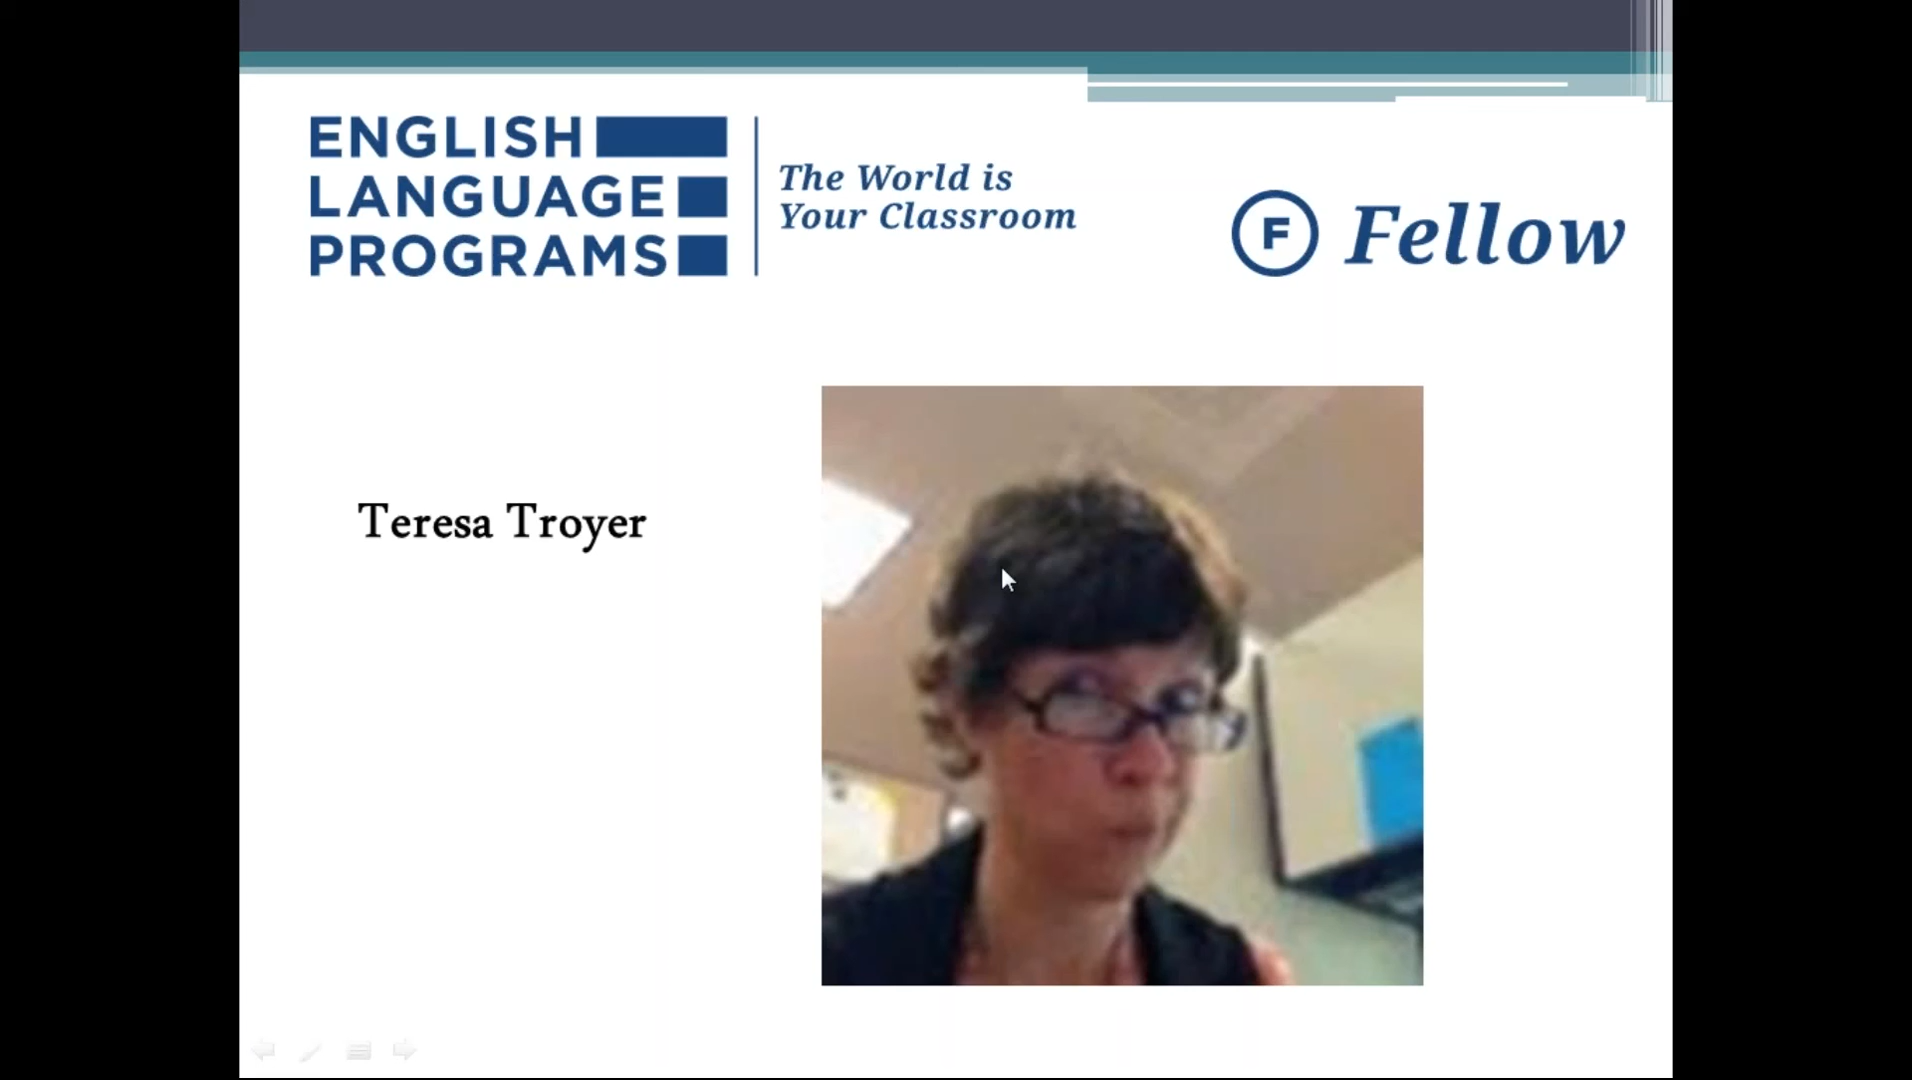 ENGLISH
LANGUAGE
PROGRAMS
The World is
Your Classroom
F Fellow
Teresa Troyer